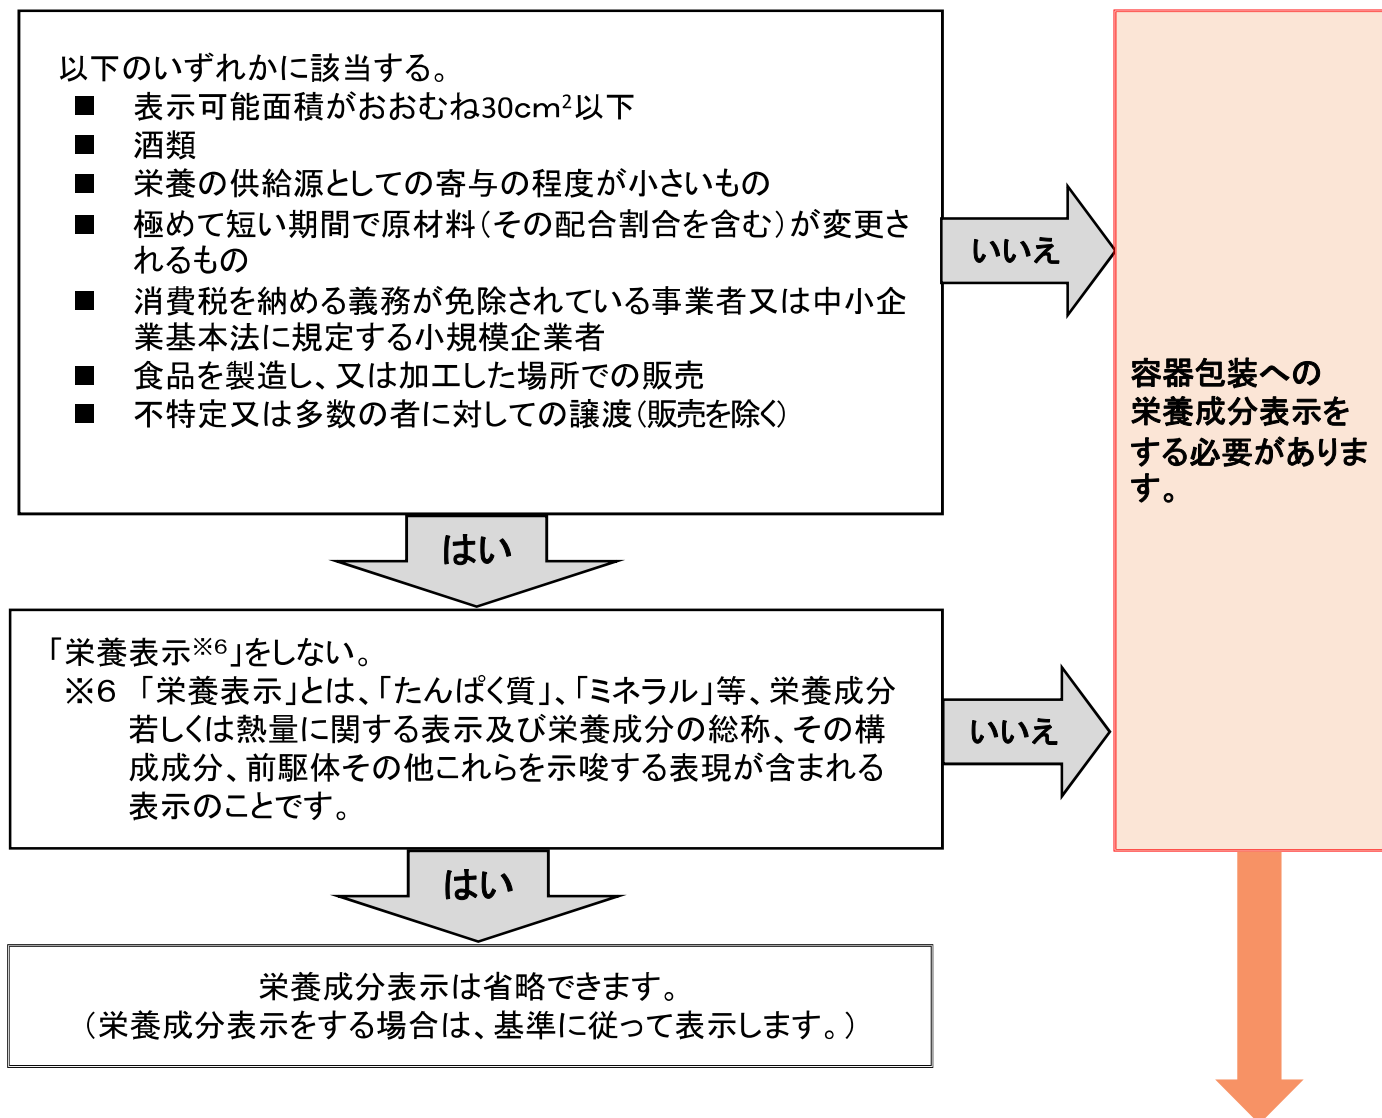 以下のいずれかに該当する。
■ 表示可能面積がおおむね30cm²以下
■ 酒類
■ 栄養の供給源としての寄与の程度が小さいもの
■ 極めて短い期間で原材料（その配合割合を含む）が変更さ
れるもの
■ 消費税を納める義務が免除されている事業者又は中小企
業基本法に規定する小規模企業者
■ 食品を製造し、又は加工した場所での販売
■ 不特定又は多数の者に対しての譲渡（販売を除く）
いいえ
はい
「栄養表示※6」をしない。
※６ 「栄養表示」とは、「たんぱく質」、「ミネラル」等、栄養成分
若しくは熱量に関する表示及び栄養成分の総称、その構
成成分、前駆体その他これらを示唆する表現が含まれる
表示のことです。
いいえ
はい
栄養成分表示は省略できます。
（栄養成分表示をする場合は、基準に従って表示します。）
容器包装への
栄養成分表示を
する必要がありま
す。